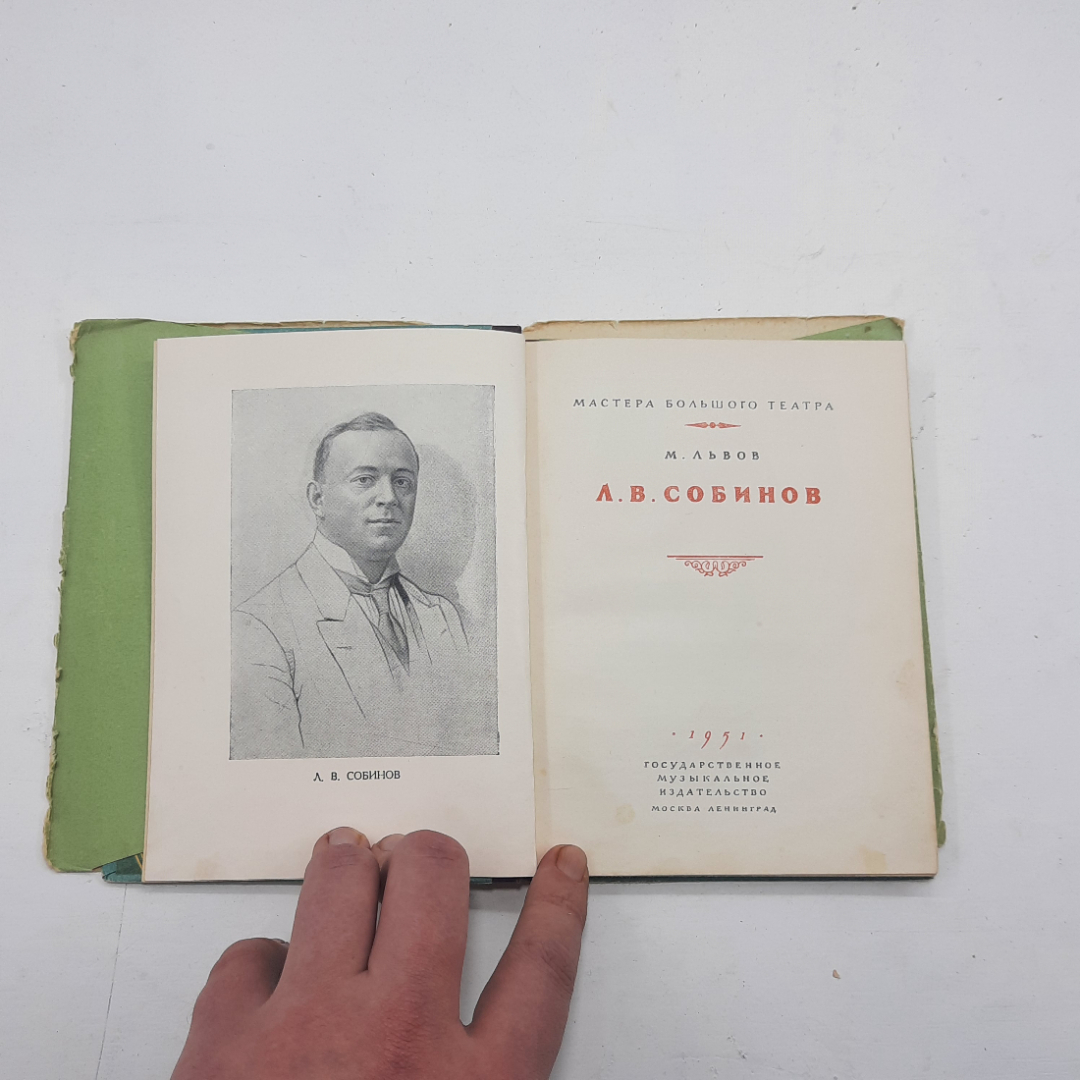 Л. В. СОБИНОВ
МАСТЕРА БОЛЬШОГО ТЕАТРА
М. ЛЬВОВ
Л. В. СОБИНОВ
· 1951 ·
ГОСУДАРСТВЕННОЕ
МУЗЫКАЛЬНОЕ
ИЗДАТЕЛЬСТВО
МОСКВА ЛЕНИНГРАД